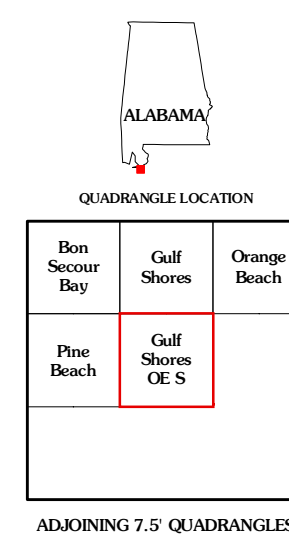 ALABAMA
QUADRANGLE LOCATION
Bon
Secour
Bay
Gulf
Shores
Orange
Beach
Pine
Beach
Gulf
Shores
OE S
ADJOINING 7.5' QUADRANGLES